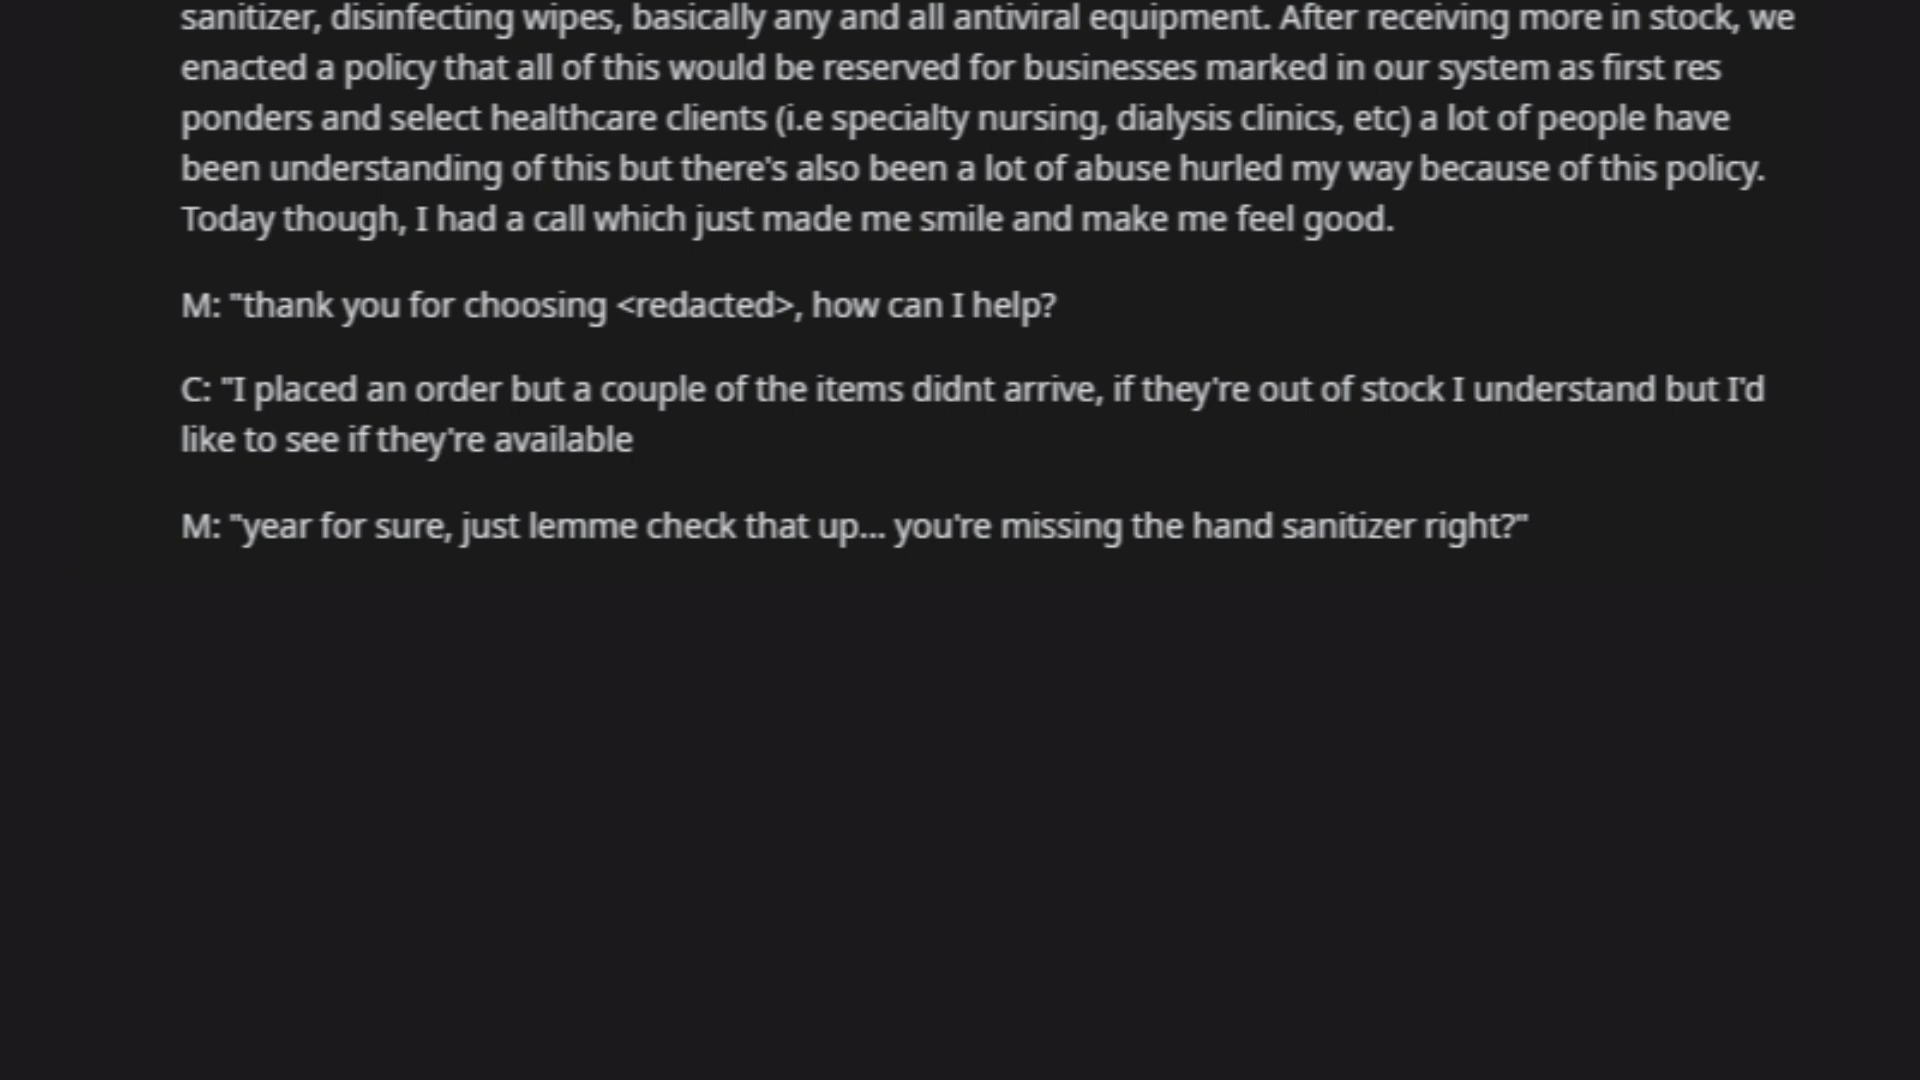 sanitizer, disinfecting wipes, basically any and all antiviral equipment. After receiving more in stock, we
enacted a policy that all of this would be reserved for businesses marked in our system as first res
ponders and select healthcare clients (i.e specialty nursing, dialysis clinics, etc) a lot of people have
been understanding of this but there's also been a lot of abuse hurled my way because of this policy.
Today though, I had a call which just made me smile and make me feel good.
M: "thank you for choosing <redacted>, how can I help?
C: "I placed an order but a couple of the items didnt arrive, if they're out of stock I understand but I'd
like to see if they're available
M: "year for sure, just lemme check that up... you're missing the hand sanitizer right?"